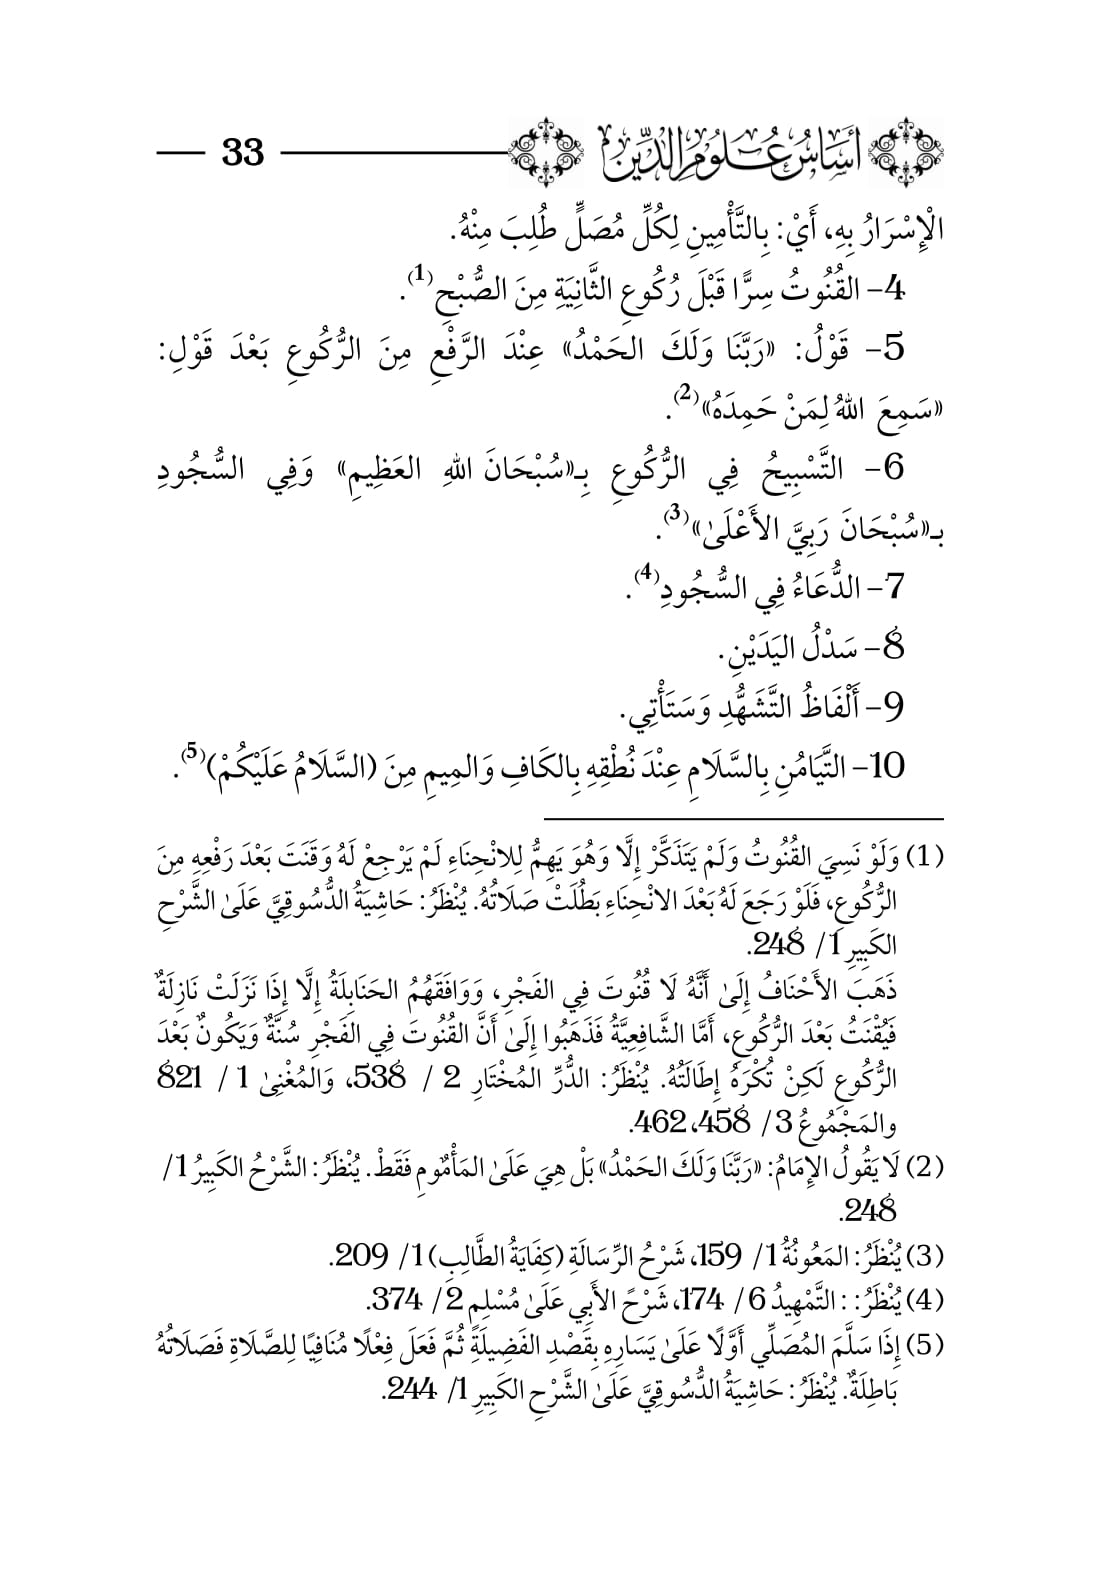 أساس علوم الدين 33
الْإِسْرَارُ بِهِ، أَيْ: بِالتَّأْمِينِ لِكُلِّ مُصَلٍّ طُلِبَ مِنْهُ.
4- القُنُوتُ سِرًّا قَبْلَ رُكُوعِ الثَّانِيَةِ مِنَ الصُّبْحِ(1).
5- قَوْلُ: «رَبَّنَا وَلَكَ الحَمْدُ» عِنْدَ الرَّفْعِ مِنَ الرُّكُوعِ بَعْدَ قَوْلِ:
«سَمِعَ اللهُ لِمَنْ حَمِدَهُ»(2).
6- التَّسْبِيحُ فِي الرُّكُوعِ بِـ«سُبْحَانَ اللهِ العَظِيمِ» وَفِي السُّجُودِ
بـ«سُبْحَانَ رَبِيَّ الأَعْلَىٰ»(3).
7- الدُّعَاءُ فِي السُّجُودِ(4).
8- سَدْلُ اليَدَيْنِ.
9- أَلْفَاظُ التَّشَهُّدِ وَسَتَأْتِي.
10- التَّيَامُنِ بِالسَّلَامِ عِنْدَ نُطْقِهِ بِالكَافِ وَالمِيمِ مِنَ (السَّلَامُ عَلَيْكُمْ)(5).
(1) وَلَوْ نَسِيَ القُنُوتُ وَلَمْ يَتَذَكَّرْ إِلَّا وَهُوَ يَهِمُّ لِلِانْحِنَاءِ لَمْ يَرْجِعْ لَهُ وَقَنَتَ بَعْدَ رَفْعِهِ مِنَ
الرُّكُوعِ، فَلَوْ رَجَعَ لَهُ بَعْدَ الانْحِنَاءِ بَطُلَتْ صَلَاتُهُ. يُنْظَرُ: حَاشِيَةُ الدُّسُوقِيَّ عَلَىٰ الشَّرْحِ
الكَبِيرِ 1/ 248.
ذَهَبَ الأَحْنَافُ إِلَىٰ أَنَّهُ لَا قُنُوتَ فِي الفَجْرِ، وَوَافَقَهُمُ الحَنَابِلَةُ إِلَّا إِذَا نَزَلَتْ نَازِلَةٌ
فَيُقْنَتُ بَعْدَ الرُّكُوعِ، أَمَّا الشَّافِعِيَّةُ فَذَهَبُوا إِلَىٰ أَنَّ القُنُوتَ فِي الفَجْرِ سُنَّةٌ وَيَكُونُ بَعْدَ
الرُّكُوعِ لَكِنْ تُكْرَهُ إِطَالَتُهُ. يُنْظَرُ: الدُّرِّ المُخْتَارِ 2 / 538، وَالمُغْنِىٰ 1 / 821
والمَجْمُوعُ 3/ 458، 462.
(2) لَا يَقُولُ الإِمَامُ: «رَبَّنَا وَلَكَ الحَمْدُ» بَلْ هِيَ عَلَىٰ المَأْمُومِ فَقَطْ. يُنْظَرُ: الشَّرْحُ الكَبِيرُ 1/
248.
(3) يُنْظَرُ: المَعُونَةُ 1/ 159، شَرْحُ الرِّسَالَةِ (كِفَايَةُ الطَّالِبِ) 1/ 209.
(4) يُنْظَرُ: : التَّمْهِيدُ 6/ 174، شَرْحً الأَبِي عَلَىٰ مُسْلِمِ 2/ 374.
(5) إِذَا سَلَّمَ المُصَلِّي أَوَّلًا عَلَىٰ يَسَارِهِ بِقَصْدِ الفَضِيلَةِ ثُمَّ فَعَلَ فِعْلًا مُنَافِيًا لِلصَّلَاةِ فَصَلَاتُهُ
بَاطِلَةٌ. يُنْظَرُ: حَاشِيَةُ الدُّسُوقِيَّ عَلَىٰ الشَّرْحِ الكَبِيرِ 1/ 244.